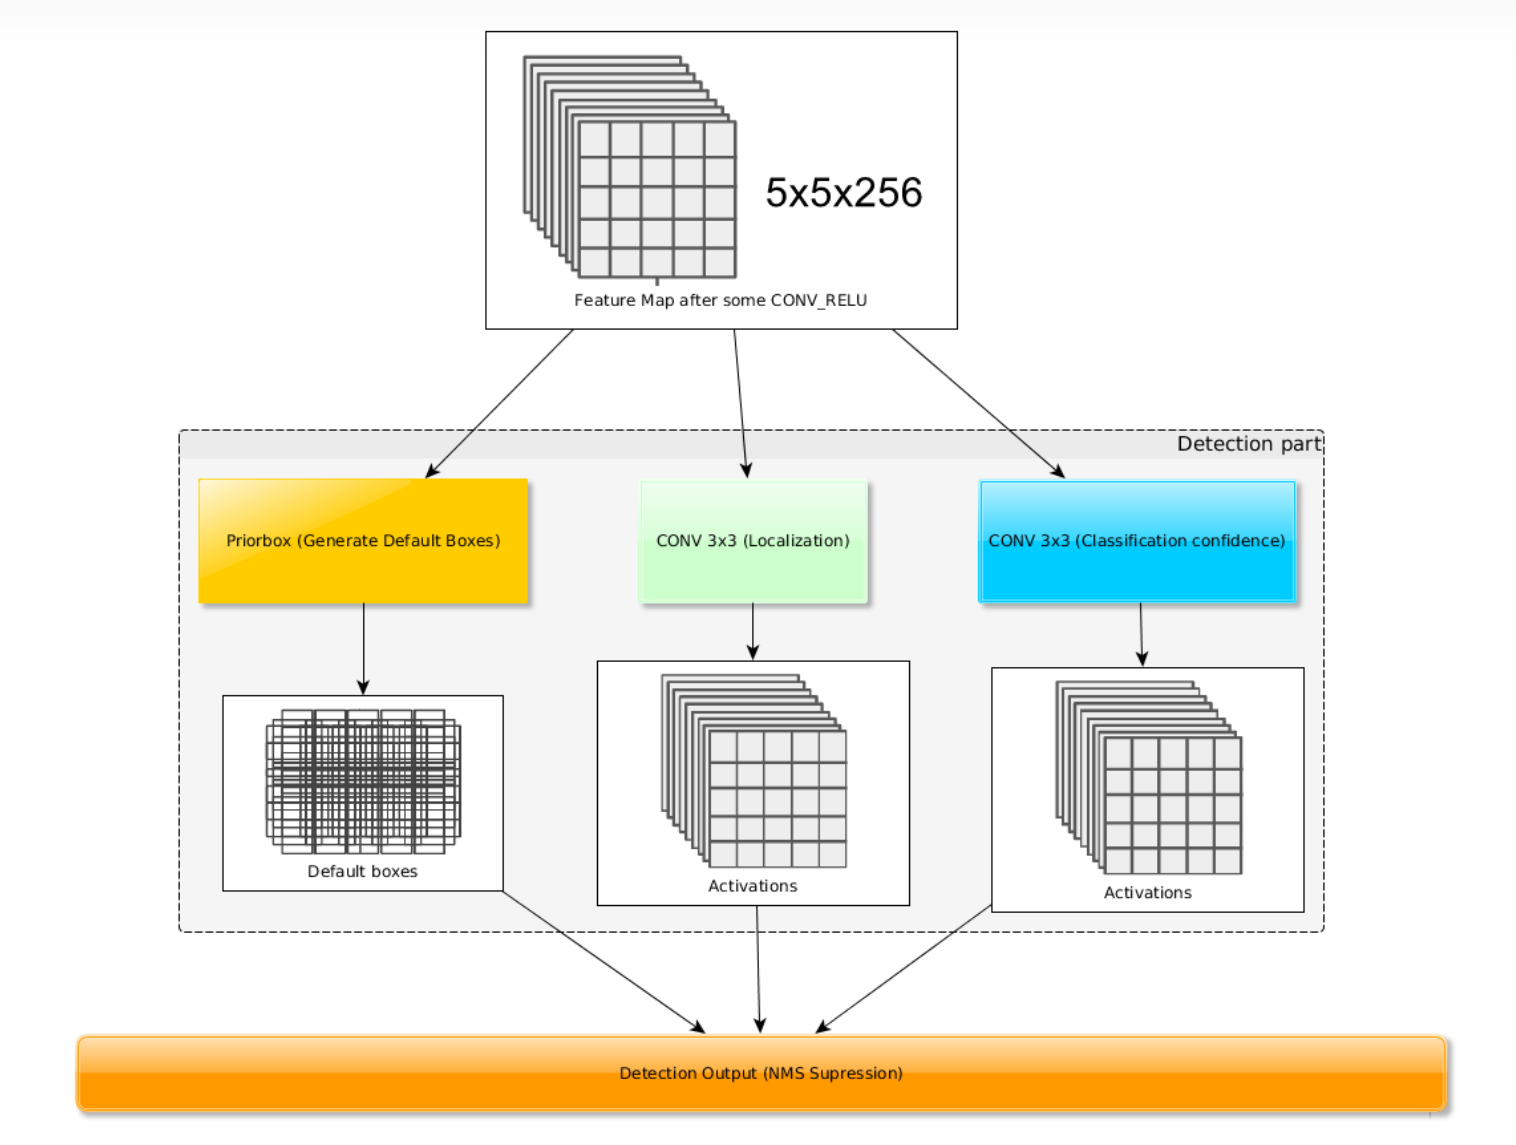 5x5x256
Feature Map after some CONV_RELU
Detection part
Priorbox (Generate Default Boxes)
CONV 3x3 (Localization)
CONV 3x3 (Classification confidence)
Default boxes
Activations
Activations
Detection Output (NMS Supression)